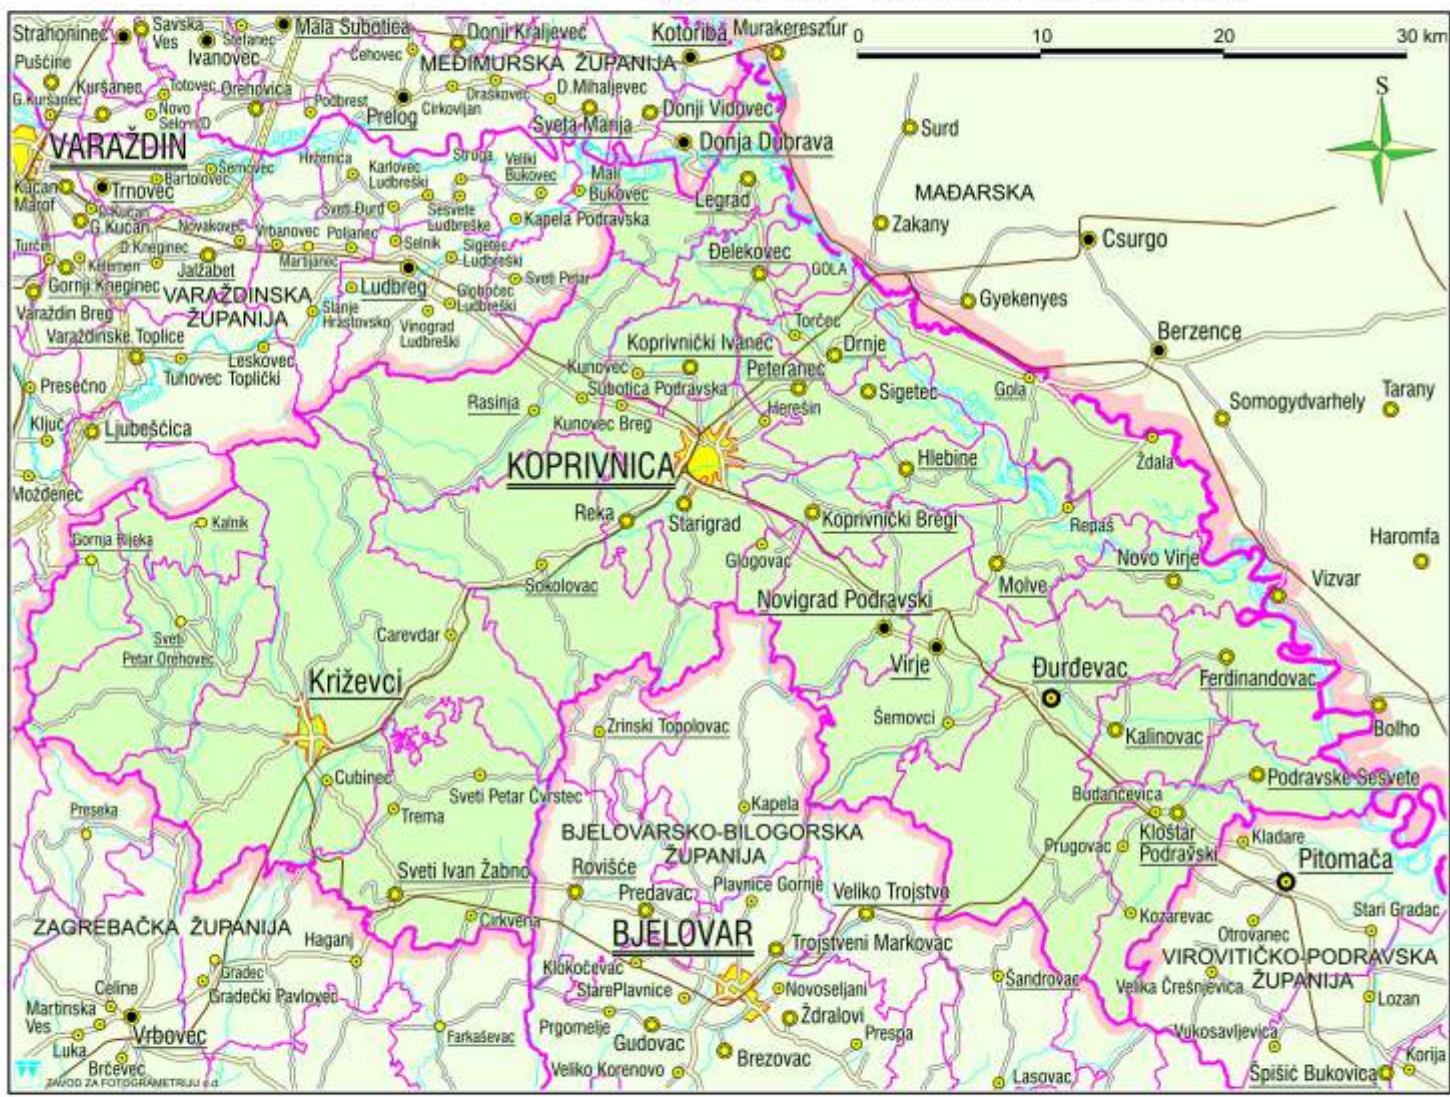 0
10
20
30 km
S
Strahoninec
Savska
Ves
Štefanec
Ivanovec
Mala Subotica
Čehovec
Donji Kraljevec
Kotoriba
Murakeresztur
Pušćine
MEĐIMURSKA ŽUPANIJA
G.Kuršanec
Kuršanec
Totovec
Novo
Orehovica
Podbrest
Prelog
Cirkovljan
Draškovec
D.Mihaljevec
Sveta Marija
Donji Vidovec
Donja Dubrava
Surd
VARAŽDIN
Kućan
Marof
Trnovec
Bartolovec
Šemovec
Hrženica
Karlovec
Ludbreški
Struga
Veliki
Bukovec
Mali
Bukovec
Legrad
MAĐARSKA
G.Kućan
Novakovec
Vrbanovec
Poljanec
Sveti Đurđ
Sesvete
Ludbreške
Kapela Podravska
Zakany
Csurgo
Turčin
Kelemen
D.Kneginec
Jalžabet
Martijanec
Selnik
Sigetec
Ludbreški
Đelekovec
GOLA
Gornji Kneginec
VARAŽDINSKA
ŽUPANIJA
Ludbreg
Sveti Petar
Globočec
Ludbreški
Gyekenyes
Varaždin Breg
Slanje
Hrastovsko
Vinograd
Ludbreški
Varaždinske Toplice
Leskovec
Toplički
Tuhovec
Torčec
Drnje
Berzence
Koprivnički Ivanec
Kunovec
Peteranec
Presečno
Subotica Podravska
Sigetec
Gola
Tarany
Rasinja
Kunovec Breg
Herešin
Somogydvarhely
Ključ
Ljubešćica
KOPRIVNICA
Hlebine
Ždala
Možđenec
Kalnik
Reka
Starigrad
Koprivnički Bregi
Repaš
Gornja Rijeka
Glogovac
Haromfa
Sokolovac
Molve
Novo Virje
Vizvar
Novigrad Podravski
Sveti
Petar Orehovec
Carevdar
Virje
Đurđevac
Ferdinandovac
Križevci
Šemovci
Kalinovac
Bolho
Zrinski Topolovac
Cubinec
Sveti Petar Čvrstec
Podravske Sesvete
Preseka
Trema
Kapela
Budančevica
Kloštar
Podravski
Kladare
BJELOVARSKO-BILOGORSKA
ŽUPANIJA
Prugovac
Pitomača
Sveti Ivan Žabno
Rovišće
Predavac
Plavnice Gornje
Veliko Trojstvo
Kozarevac
Stari Gradac
ZAGREBAČKA ŽUPANIJA
Cirkvena
BJELOVAR
Otrovanec
Haganj
Trojstveni Markovac
VIROVITIČKO-PODRAVSKA
ŽUPANIJA
Klokočevac
Gradec
Gradečki Pavlovec
Šandrovac
Velika Črešnjevica
Celine
StarePlavnice
Novoseljani
Lozan
Martinska
Ves
Prgomelje
Ždralovi
Vrbovec
Farkaševac
Gudovac
Prespa
Vukosavljevica
Luka
Brezovac
Korija
Brčevec
Veliko Korenovo
Lasovac
Špišić Bukovica
ZAVOD ZA FOTOGRAMETRIJU d.d.